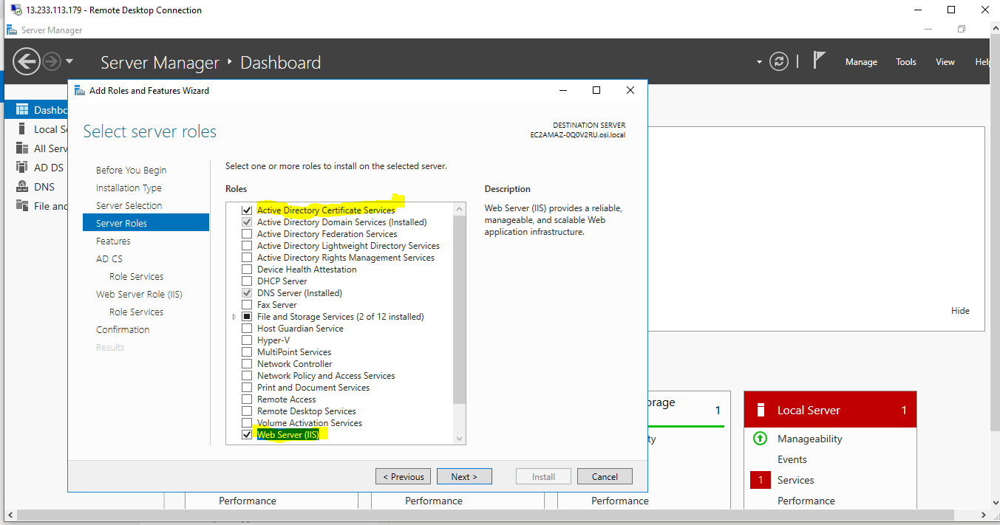 13.233.113.179 - Remote Desktop Connection
Server Manager
Server Manager Dashboard
Manage Tools View Help
Add Roles and Features Wizard
Dashbo
Local Se
All Serv
AD DS
DNS
File and
Select server roles
DESTINATION SERVER
EC2AMAZ-0Q0V2RU.osi.local
Before You Begin
Installation Type
Server Selection
Server Roles
Features
AD CS
Role Services
Web Server Role (IIS)
Role Services
Confirmation
Results
Select one or more roles to install on the selected server.
Roles
Active Directory Certificate Services
Active Directory Domain Services (Installed)
Active Directory Federation Services
Active Directory Lightweight Directory Services
Active Directory Rights Management Services
Device Health Attestation
DHCP Server
DNS Server (Installed)
Fax Server
File and Storage Services (2 of 12 installed)
Host Guardian Service
Hyper-V
MultiPoint Services
Network Controller
Network Policy and Access Services
Print and Document Services
Remote Access
Remote Desktop Services
Volume Activation Services
Web Server (IIS)
Description
Web Server (IIS) provides a reliable,
manageable, and scalable Web
application infrastructure.
< Previous Next > Install Cancel
Hide
orage 1
ty
Local Server 1
Manageability
Events
1 Services
Performance Performance Performance Performance